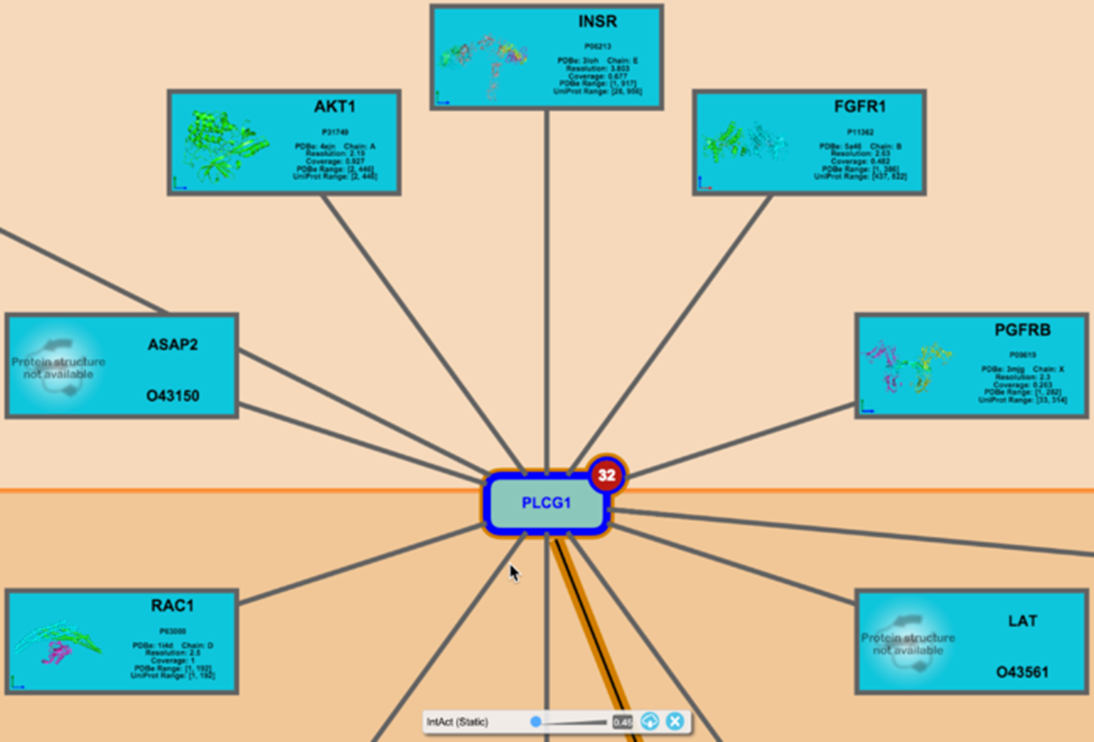 INSR
P06213
PDBe: 3loh Chain: E
Resolution: 3.803
Coverage: 0.677
PDBe Range: [1, 917]
UniProt Range: [28, 956]
AKT1
P31749
PDBe: 4ejn Chain: A
Resolution: 2.19
Coverage: 0.927
PDBe Range: [2, 446]
UniProt Range: [2, 446]
FGFR1
P11362
PDBe: 5a46 Chain: B
Resolution: 2.63
Coverage: 0.482
PDBe Range: [1, 386]
UniProt Range: [437, 822]
Protein structure
not available
ASAP2
O43150
PGFRB
P09619
PDBe: 3mjg Chain: X
Resolution: 2.3
Coverage: 0.263
PDBe Range: [1, 282]
UniProt Range: [33, 314]
32
PLCG1
RAC1
P63000
PDBe: 1i4d Chain: D
Resolution: 2.5
Coverage: 1
PDBe Range: [1, 192]
UniProt Range: [1, 192]
Protein structure
not available
LAT
O43561
IntAct (Static)
0.45